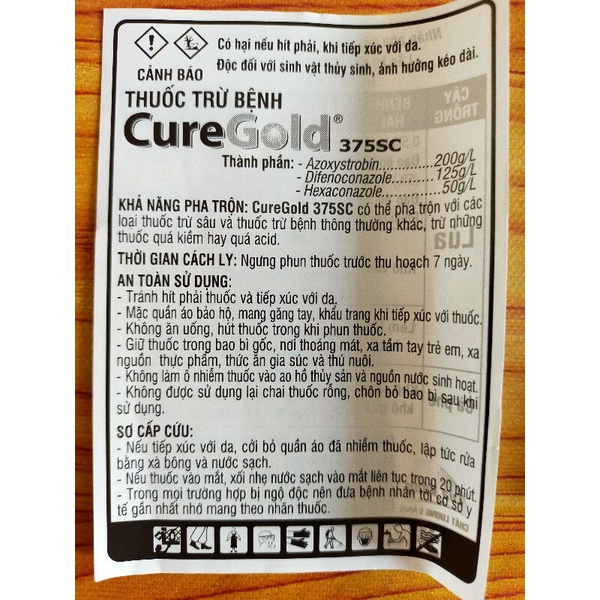 Có hại nếu hít phải, khi tiếp xúc với da.
Độc đối với sinh vật thủy sinh, ảnh hưởng kéo dài.
CẢNH BÁO
THUỐC TRỪ BỆNH
CureGold® 375SC
Thành phần: - Azoxystrobin..............200g/L
- Difenoconazole..........125g/L
- Hexaconazole............50g/L
KHẢ NĂNG PHA TRỘN: CureGold 375SC có thể pha trộn với các
loại thuốc trừ sâu và thuốc trừ bệnh thông thường khác, trừ những
thuốc quá kiềm hay quá acid.
THỜI GIAN CÁCH LY: Ngưng phun thuốc trước thu hoạch 7 ngày.
AN TOÀN SỬ DỤNG:
- Tránh hít phải thuốc và tiếp xúc với da.
- Mặc quần áo bảo hộ, mang găng tay, khẩu trang khi tiếp xúc với thuốc.
- Không ăn uống, hút thuốc trong khi phun thuốc.
- Giữ thuốc trong bao bì gốc, nơi thoáng mát, xa tầm tay trẻ em, xa
nguồn thực phẩm, thức ăn gia súc và thú nuôi.
- Không làm ô nhiễm thuốc vào ao hồ thủy sản và nguồn nước sinh hoạt.
- Không được sử dụng lại chai thuốc rỗng, chôn bỏ bao bì sau khi
sử dụng.
SƠ CẤP CỨU:
- Nếu tiếp xúc với da, cởi bỏ quần áo đã nhiễm thuốc, lập tức rửa
bằng xà bông và nước sạch.
- Nếu thuốc vào mắt, xối nhẹ nước sạch vào mắt liên tục trong 20 phút.
- Trong mọi trường hợp bị ngộ độc nên đưa bệnh nhân tới cơ sở y
tế gần nhất nhớ mang theo nhãn thuốc.